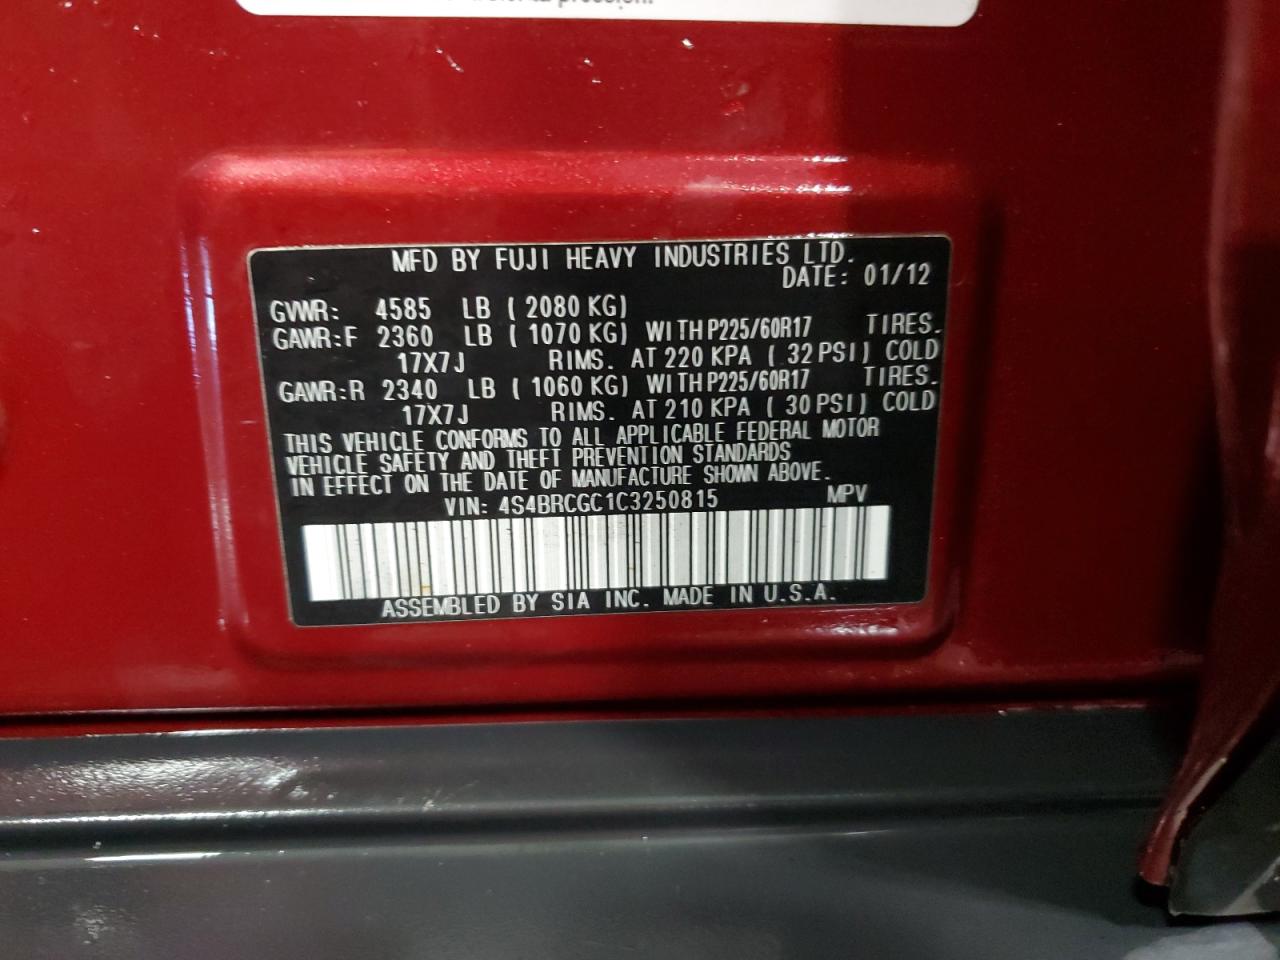 presión.
MFD BY FUJI HEAVY INDUSTRIES LTD.
DATE: 01/12
GVWR: 4585 LB ( 2080 KG)
GAWR:F 2360 LB ( 1070 KG) WITH P225/60R17 TIRES.
17X7J RIMS. AT 220 KPA ( 32 PSI) COLD
GAWR:R 2340 LB ( 1060 KG) WITH P225/60R17 TIRES.
17X7J RIMS. AT 210 KPA ( 30 PSI) COLD
THIS VEHICLE CONFORMS TO ALL APPLICABLE FEDERAL MOTOR
VEHICLE SAFETY AND THEFT PREVENTION STANDARDS
IN EFFECT ON THE DATE OF MANUFACTURE SHOWN ABOVE.
VIN: 4S4BRCGC1C3250815 MPV
ASSEMBLED BY SIA INC. MADE IN U.S.A.